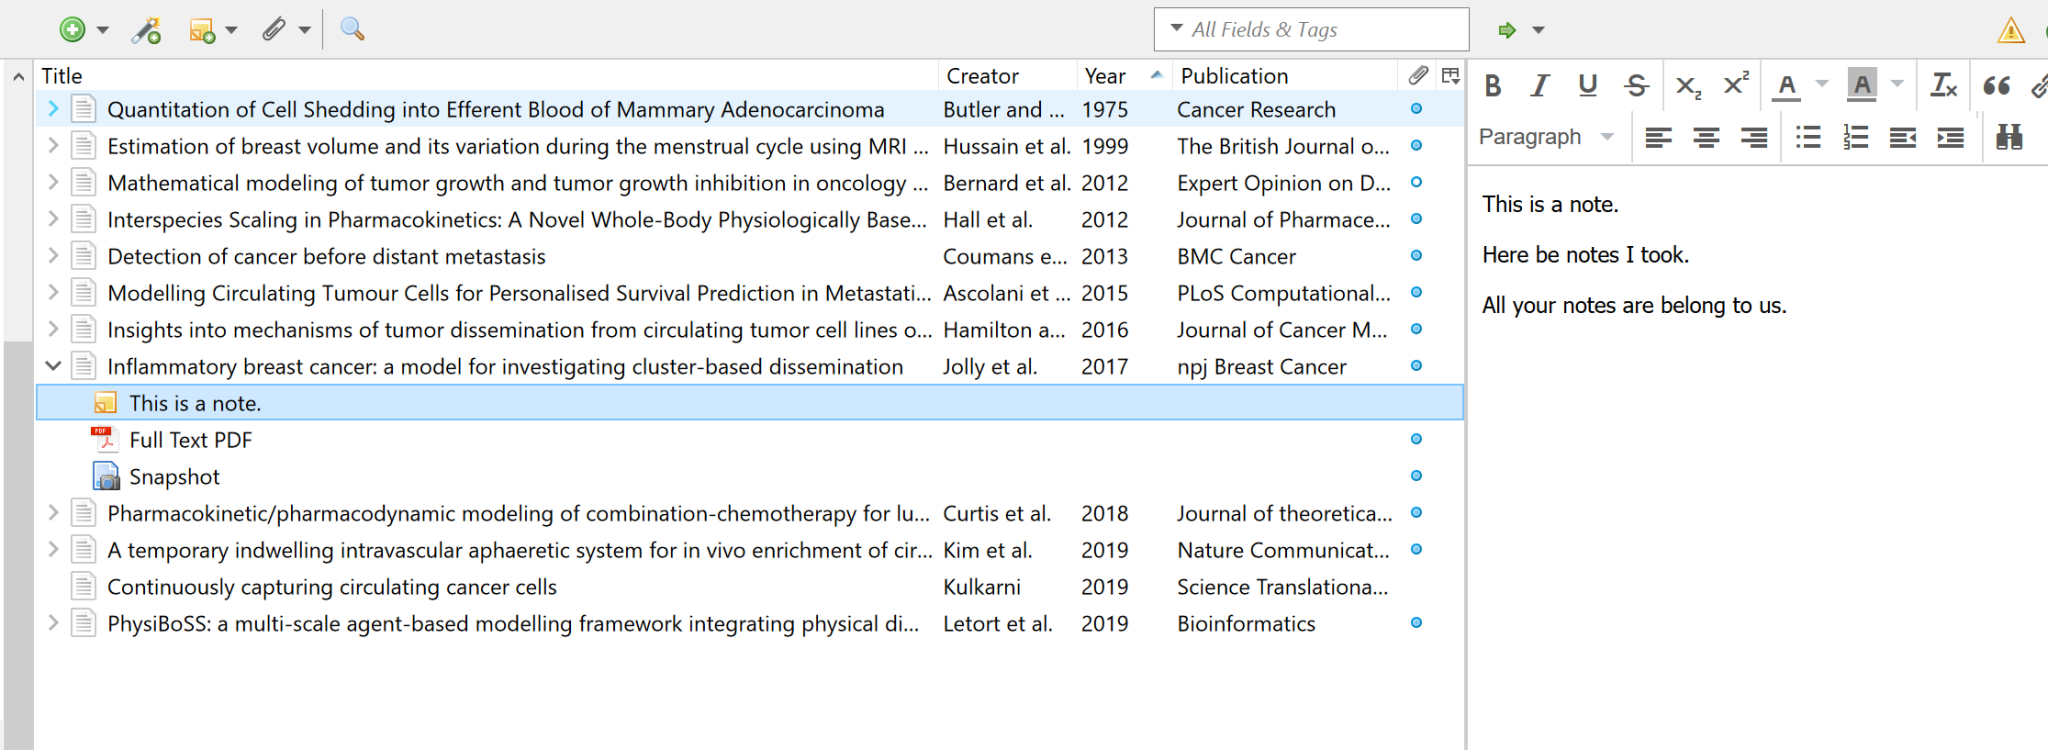 All Fields & Tags
Title Creator Year Publication
Quantitation of Cell Shedding into Efferent Blood of Mammary Adenocarcinoma Butler and ... 1975 Cancer Research
Estimation of breast volume and its variation during the menstrual cycle using MRI ... Hussain et al. 1999 The British Journal o...
Mathematical modeling of tumor growth and tumor growth inhibition in oncology ... Bernard et al. 2012 Expert Opinion on D...
Interspecies Scaling in Pharmacokinetics: A Novel Whole-Body Physiologically Base... Hall et al. 2012 Journal of Pharmace...
Detection of cancer before distant metastasis Coumans e... 2013 BMC Cancer
Modelling Circulating Tumour Cells for Personalised Survival Prediction in Metastati... Ascolani et ... 2015 PLoS Computational...
Insights into mechanisms of tumor dissemination from circulating tumor cell lines o... Hamilton a... 2016 Journal of Cancer M...
Inflammatory breast cancer: a model for investigating cluster-based dissemination Jolly et al. 2017 npj Breast Cancer
This is a note.
PDF Full Text PDF
Snapshot
Pharmacokinetic/pharmacodynamic modeling of combination-chemotherapy for lu... Curtis et al. 2018 Journal of theoretica...
A temporary indwelling intravascular aphaeretic system for in vivo enrichment of cir... Kim et al. 2019 Nature Communicat...
Continuously capturing circulating cancer cells Kulkarni 2019 Science Translationa...
PhysiBoSS: a multi-scale agent-based modelling framework integrating physical di... Letort et al. 2019 Bioinformatics
B I U S X₂ X² A A Tx
Paragraph
This is a note.
Here be notes I took.
All your notes are belong to us.